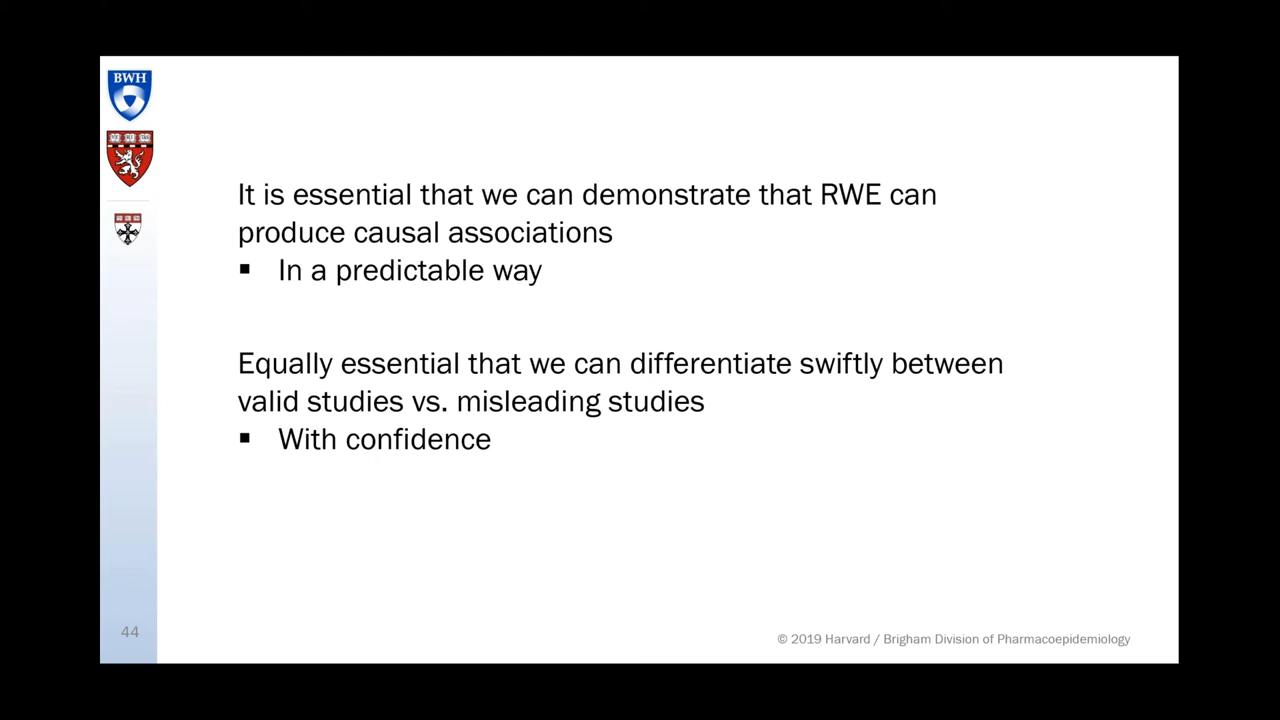 BWH
It is essential that we can demonstrate that RWE can
produce causal associations
▪ In a predictable way
Equally essential that we can differentiate swiftly between
valid studies vs. misleading studies
▪ With confidence
44
© 2019 Harvard / Brigham Division of Pharmacoepidemiology